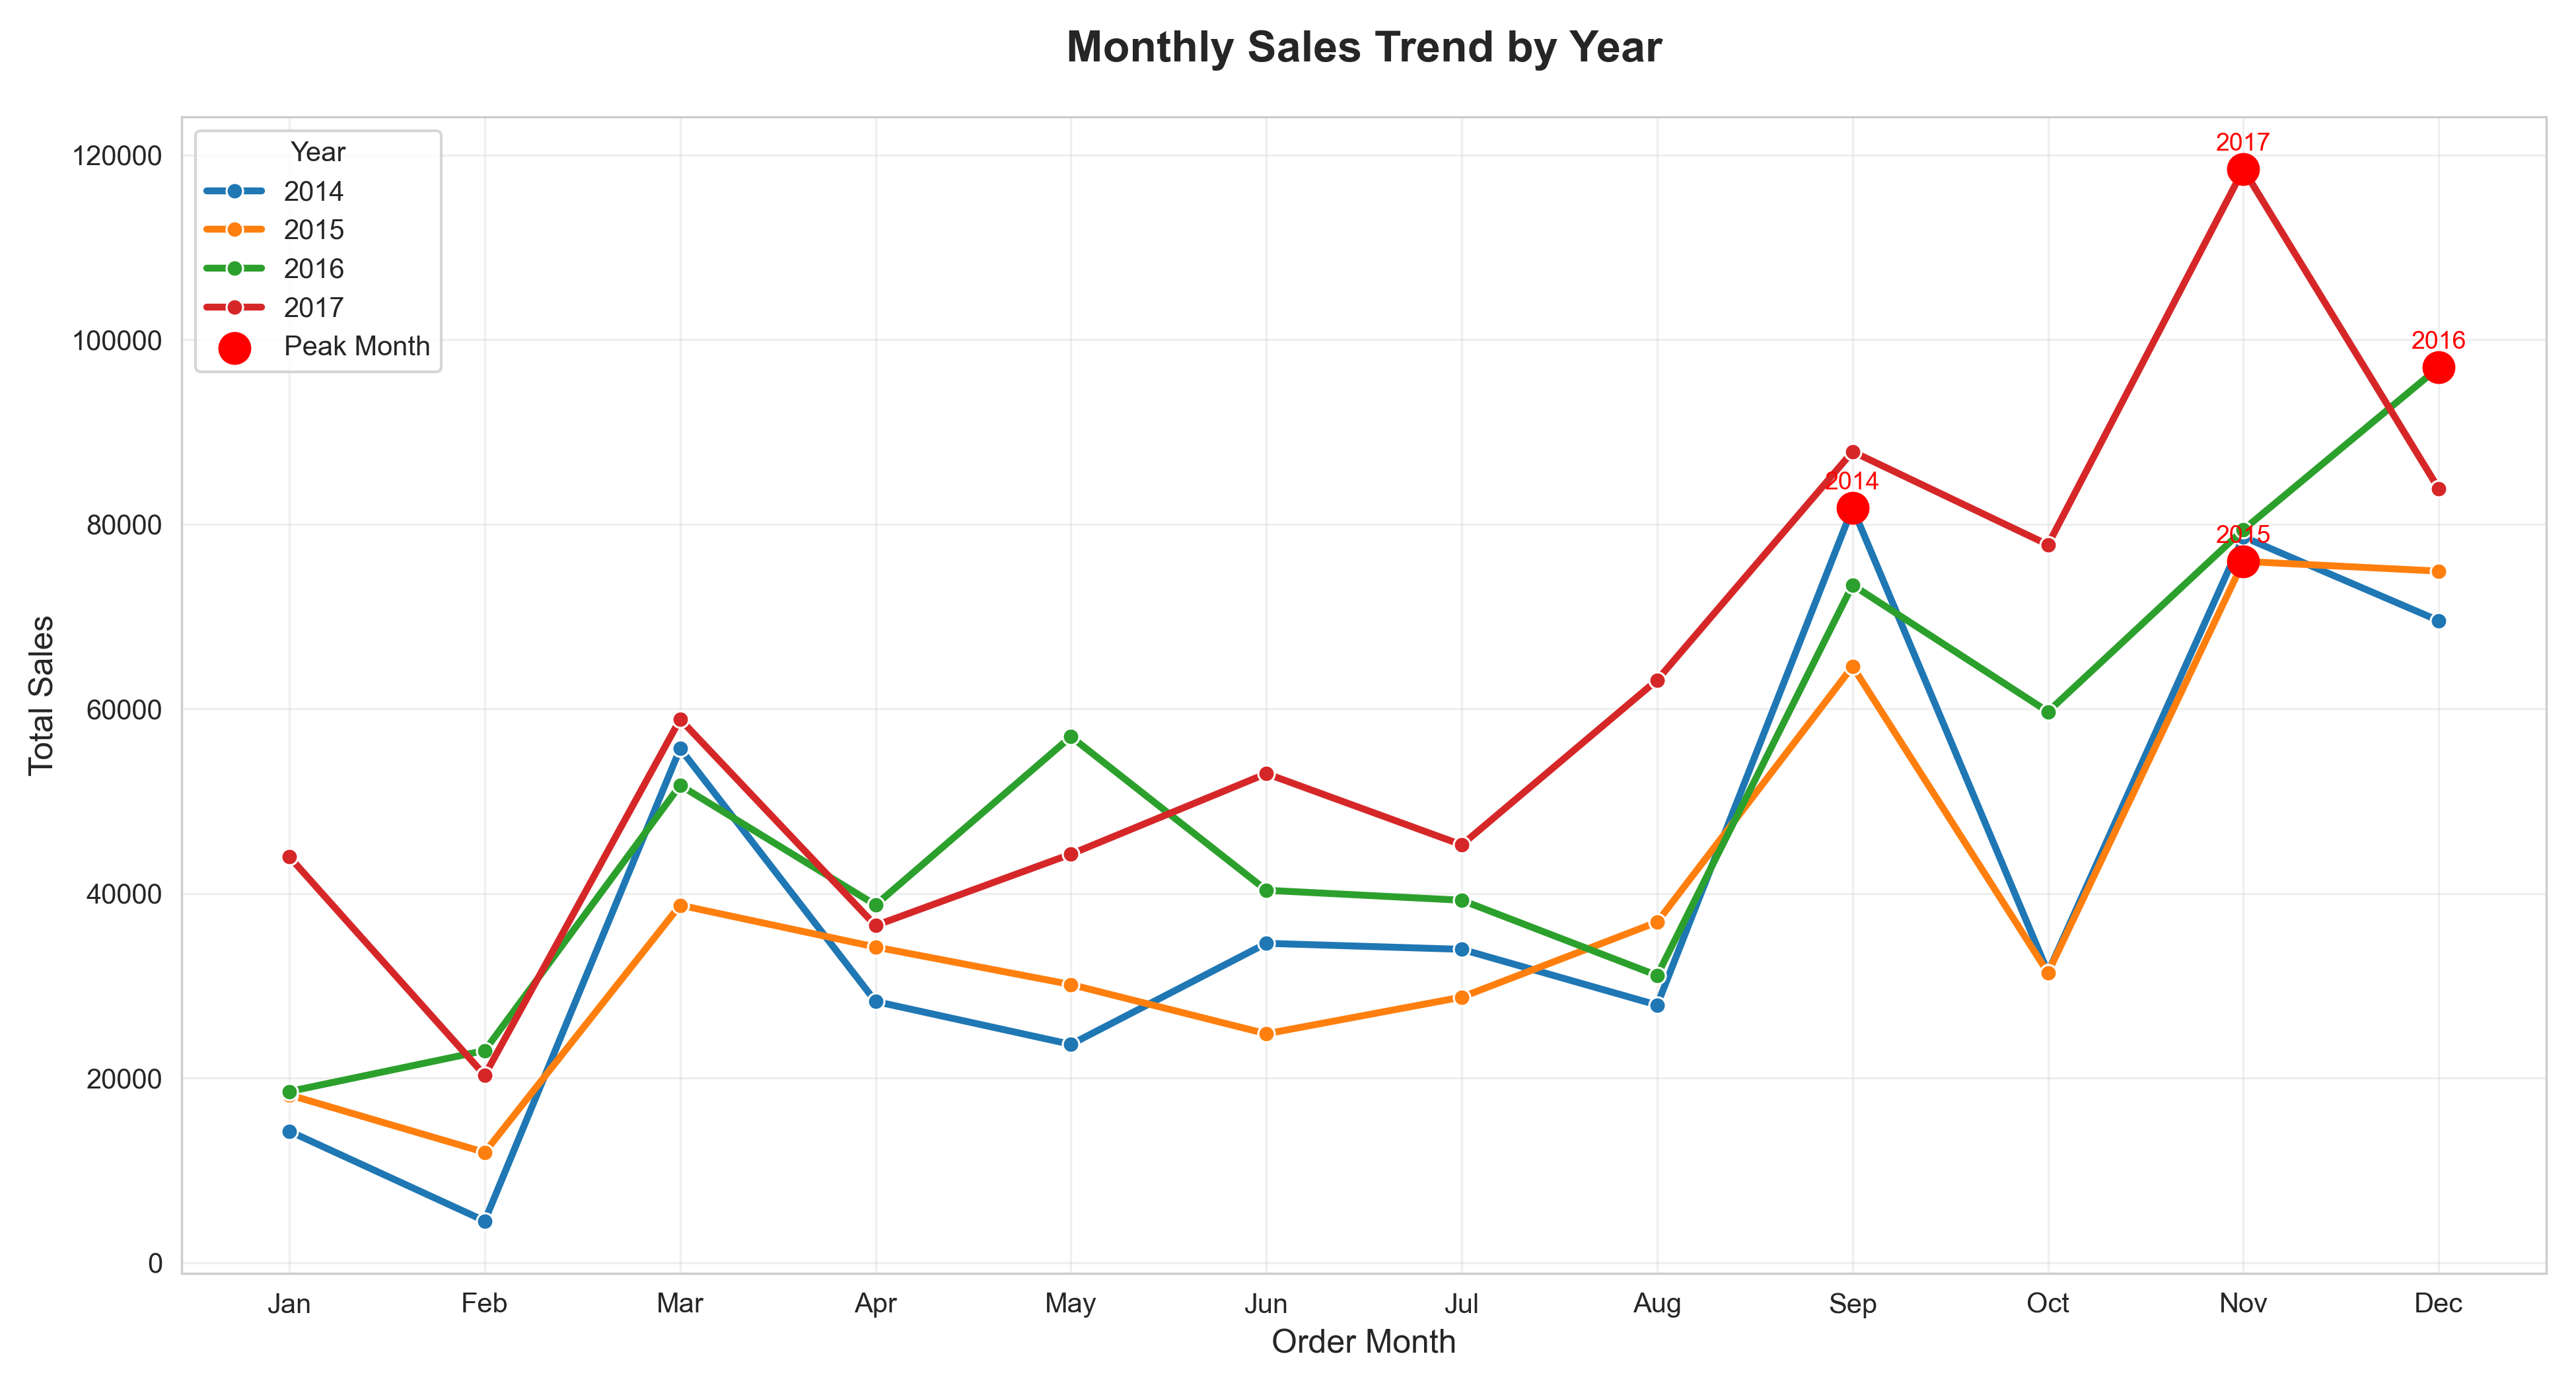 Monthly Sales Trend by Year
Year
2014
2015
2016
2017
Peak Month
120000
100000
80000
60000
40000
20000
0
Total Sales
2017
2016
2014
2015
Jan Feb Mar Apr May Jun Jul Aug Sep Oct Nov Dec
Order Month